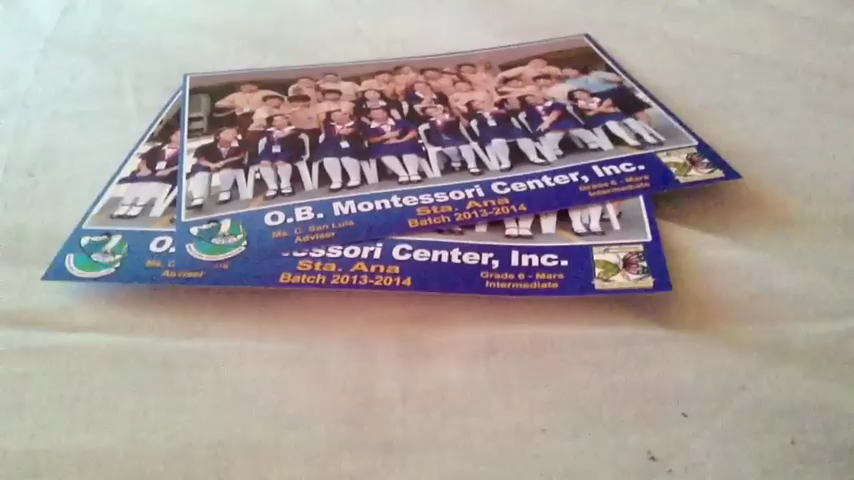 O.B. Montessori Center, Inc.
Sta. Ana
Batch 2013-2014
Ms. C. San Luis
Adviser
Grade 6 - Mars
Intermediate
O.
ssori Center, Inc.
Sta. Ana
Batch 2013-2014
Ms. C
Adviser
Grade 6 - Mars
Intermediate